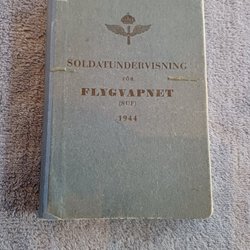 SOLDATUNDERVISNING
FÖR
FLYGVAPNET
(SUF)
1944